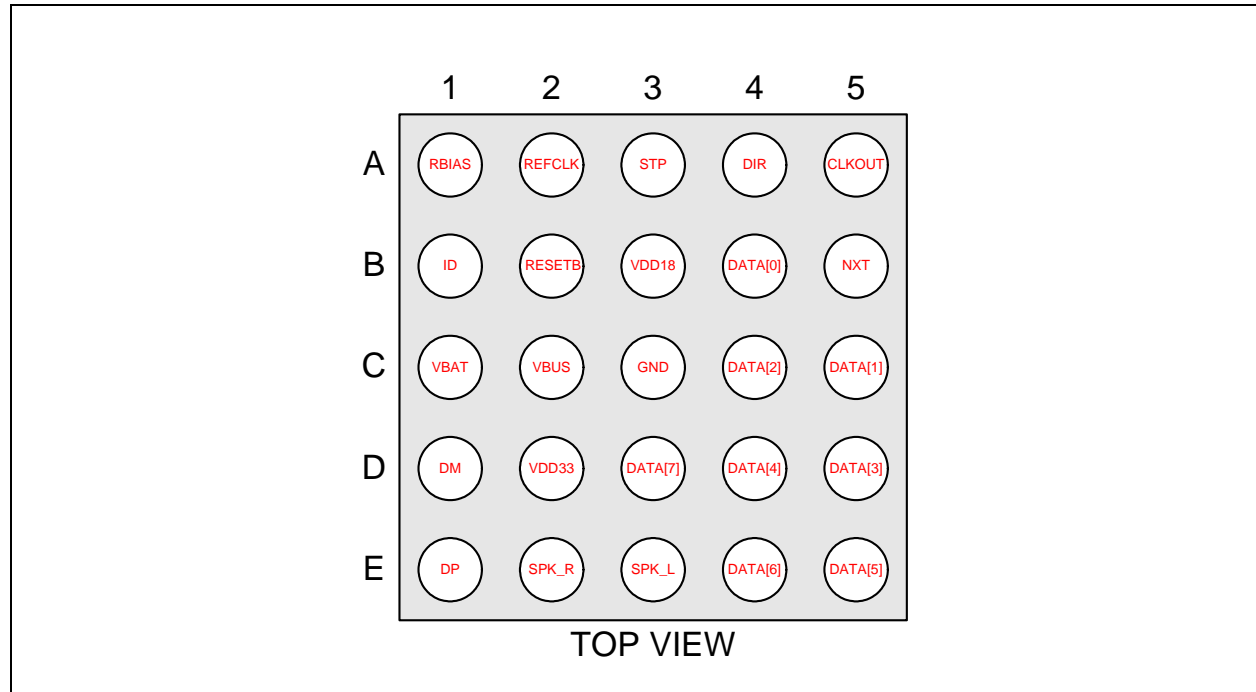 1 2 3 4 5
A RBIAS REFCLK STP DIR CLKOUT
B ID RESETB VDD18 DATA[0] NXT
C VBAT VBUS GND DATA[2] DATA[1]
D DM VDD33 DATA[7] DATA[4] DATA[3]
E DP SPK_R SPK_L DATA[6] DATA[5]
TOP VIEW